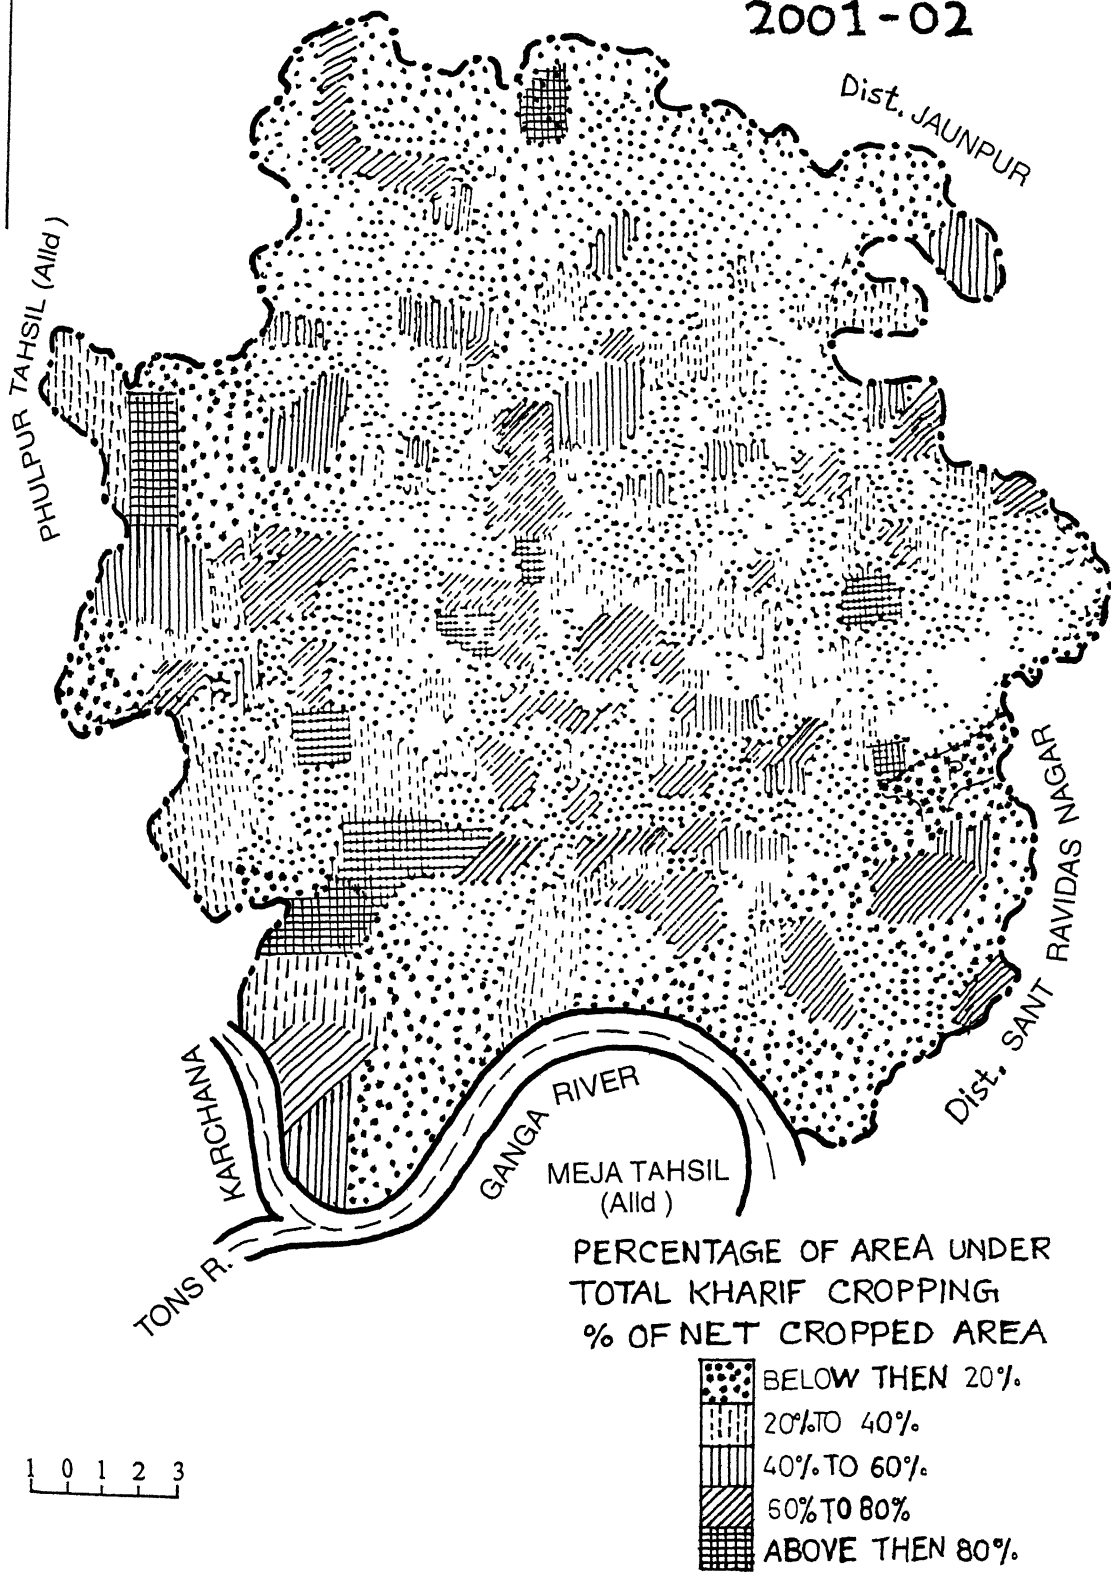 2001-02
Dist. JAUNPUR
PHULPUR TAHSIL (Alld)
Dist. SANT RAVIDAS NAGAR
KARCHANA
GANGA RIVER
MEJA TAHSIL
(Alld)
TONS R.
PERCENTAGE OF AREA UNDER
TOTAL KHARIF CROPPING
% OF NET CROPPED AREA
BELOW THEN 20%
20% TO 40%
40% TO 60%
60% TO 80%
ABOVE THEN 80%
1 0 1 2 3